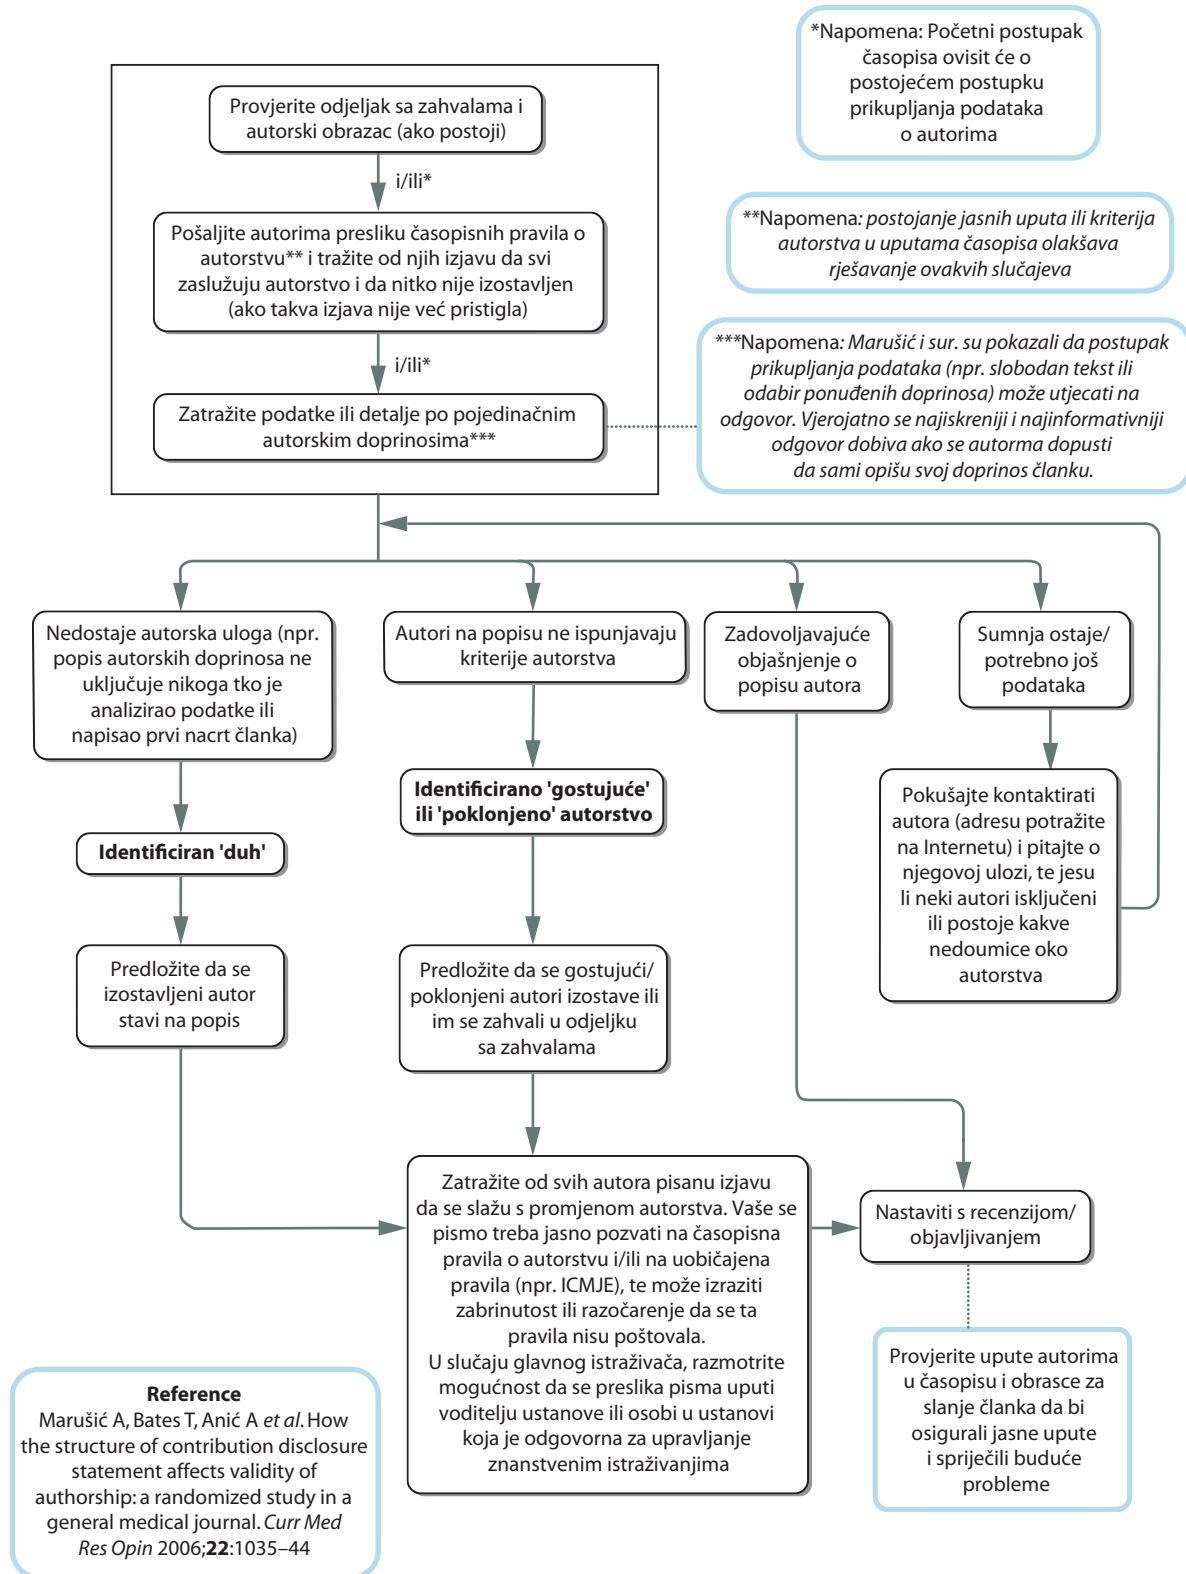 *Napomena: Početni postupak
časopisa ovisit će o
postojećem postupku
prikupljanja podataka
o autorima
Provjerite odjeljak sa zahvalama i
autorski obrazac (ako postoji)
i/ili*
Pošaljite autorima presliku časopisnih pravila o
autorstvu** i tražite od njih izjavu da svi
zaslužuju autorstvo i da nitko nije izostavljen
(ako takva izjava nije već pristigla)
**Napomena: postojanje jasnih uputa ili kriterija
autorstva u uputama časopisa olakšava
rješavanje ovakvih slučajeva
i/ili*
Zatražite podatke ili detalje po pojedinačnim
autorskim doprinosima***
***Napomena: Marušić i sur. su pokazali da postupak
prikupljanja podataka (npr. slobodan tekst ili
odabir ponuđenih doprinosa) može utjecati na
odgovor. Vjerojatno se najiskreniji i najinformativniji
odgovor dobiva ako se autorma dopusti
da sami opišu svoj doprinos članku.
Nedostaje autorska uloga (npr.
popis autorskih doprinosa ne
uključuje nikoga tko je
analizirao podatke ili
napisao prvi nacrt članka)
Autori na popisu ne ispunjavaju
kriterije autorstva
Zadovoljavajuće
objašnjenje o
popisu autora
Sumnja ostaje/
potrebno još
podataka
Identificiran 'duh'
Identificirano 'gostujuće'
ili 'poklonjeno' autorstvo
Pokušajte kontaktirati
autora (adresu potražite
na Internetu) i pitajte o
njegovoj ulozi, te jesu
li neki autori isključeni
ili postoje kakve
nedoumice oko
autorstva
Predložite da se
izostavljeni autor
stavi na popis
Predložite da se gostujući/
poklonjeni autori izostave ili
im se zahvali u odjeljku
sa zahvalama
Zatražite od svih autora pisanu izjavu
da se slažu s promjenom autorstva. Vaše se
pismo treba jasno pozvati na časopisna
pravila o autorstvu i/ili na uobičajena
pravila (npr. ICMJE), te može izraziti
zabrinutost ili razočarenje da se ta
pravila nisu poštovala.
U slučaju glavnog istraživača, razmotrite
mogućnost da se preslika pisma uputi
voditelju ustanove ili osobi u ustanovi
koja je odgovorna za upravljanje
znanstvenim istraživanjima
Nastaviti s recenzijom/
objavljivanjem
Provjerite upute autorima
u časopisu i obrasce za
slanje članka da bi
osigurali jasne upute
i spriječili buduće
probleme
Reference
Marušić A, Bates T, Anić A et al. How
the structure of contribution disclosure
statement affects validity of
authorship: a randomized study in a
general medical journal. Curr Med
Res Opin 2006;22:1035–44